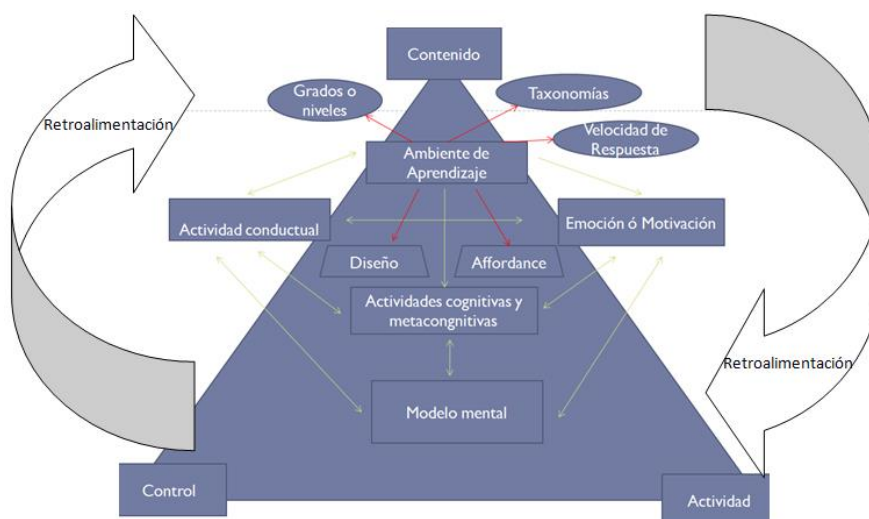 Contenido
Grados o
niveles
Taxonomías
Retroalimentación
Velocidad de
Respuesta
Ambiente de
Aprendizaje
Actividad conductual
Emoción ó Motivación
Diseño
Affordance
Actividades cognitivas y
metacongnitivas
Retroalimentación
Modelo mental
Control
Actividad